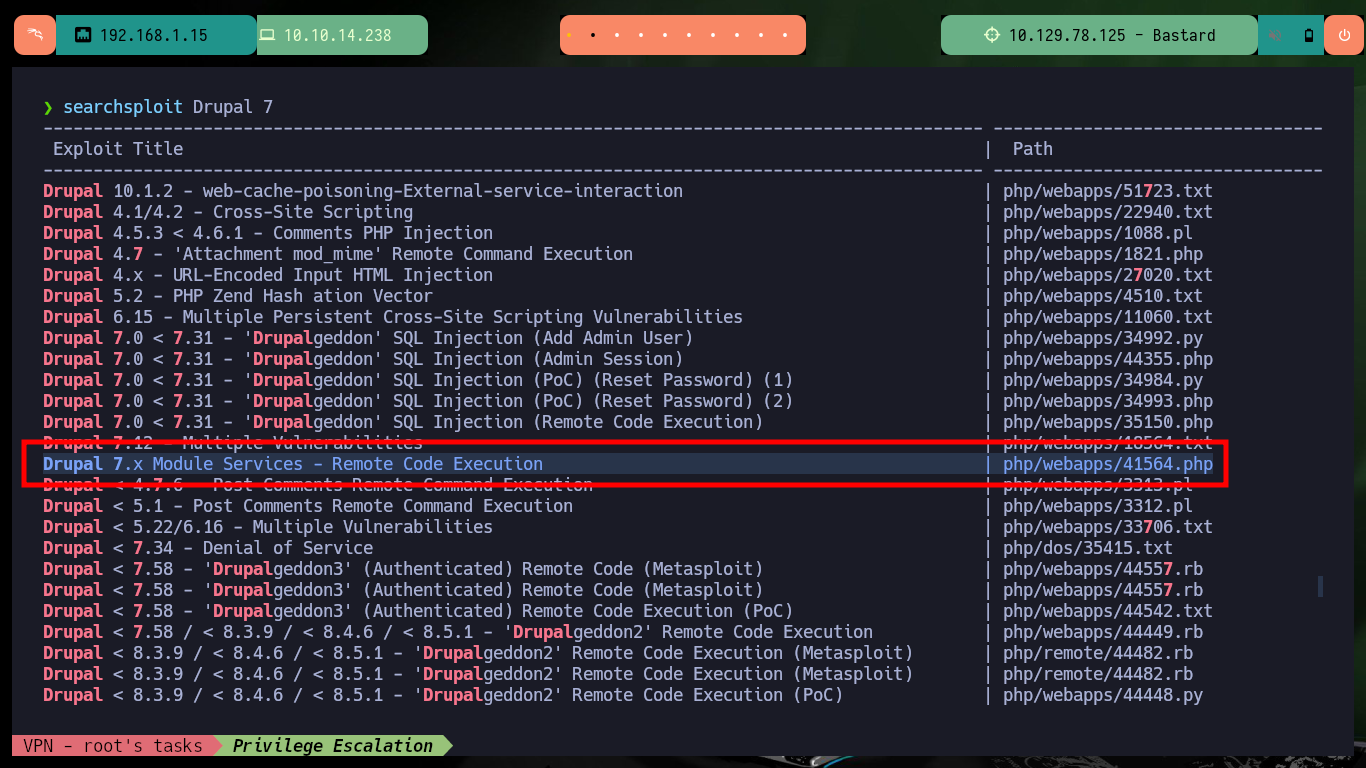 192.168.1.15 10.10.14.238 10.129.78.125 - Bastard
❯ searchsploit Drupal 7
Exploit Title | Path
Drupal 10.1.2 - web-cache-poisoning-External-service-interaction | php/webapps/51723.txt
Drupal 4.1/4.2 - Cross-Site Scripting | php/webapps/22940.txt
Drupal 4.5.3 < 4.6.1 - Comments PHP Injection | php/webapps/1088.pl
Drupal 4.7 - 'Attachment mod_mime' Remote Command Execution | php/webapps/1821.php
Drupal 4.x - URL-Encoded Input HTML Injection | php/webapps/27020.txt
Drupal 5.2 - PHP Zend Hash ation Vector | php/webapps/4510.txt
Drupal 6.15 - Multiple Persistent Cross-Site Scripting Vulnerabilities | php/webapps/11060.txt
Drupal 7.0 < 7.31 - 'Drupalgeddon' SQL Injection (Add Admin User) | php/webapps/34992.py
Drupal 7.0 < 7.31 - 'Drupalgeddon' SQL Injection (Admin Session) | php/webapps/44355.php
Drupal 7.0 < 7.31 - 'Drupalgeddon' SQL Injection (PoC) (Reset Password) (1) | php/webapps/34984.py
Drupal 7.0 < 7.31 - 'Drupalgeddon' SQL Injection (PoC) (Reset Password) (2) | php/webapps/34993.php
Drupal 7.0 < 7.31 - 'Drupalgeddon' SQL Injection (Remote Code Execution) | php/webapps/35150.php
Drupal 7.12 - Multiple Vulnerabilities | php/webapps/18564.txt
Drupal 7.x Module Services - Remote Code Execution | php/webapps/41564.php
Drupal < 4.7.6 - Post Comments Remote Command Execution | php/webapps/3313.pl
Drupal < 5.1 - Post Comments Remote Command Execution | php/webapps/3312.pl
Drupal < 5.22/6.16 - Multiple Vulnerabilities | php/webapps/33706.txt
Drupal < 7.34 - Denial of Service | php/dos/35415.txt
Drupal < 7.58 - 'Drupalgeddon3' (Authenticated) Remote Code (Metasploit) | php/webapps/44557.rb
Drupal < 7.58 - 'Drupalgeddon3' (Authenticated) Remote Code (Metasploit) | php/webapps/44557.rb
Drupal < 7.58 - 'Drupalgeddon3' (Authenticated) Remote Code Execution (PoC) | php/webapps/44542.txt
Drupal < 7.58 / < 8.3.9 / < 8.4.6 / < 8.5.1 - 'Drupalgeddon2' Remote Code Execution | php/webapps/44449.rb
Drupal < 8.3.9 / < 8.4.6 / < 8.5.1 - 'Drupalgeddon2' Remote Code Execution (Metasploit) | php/remote/44482.rb
Drupal < 8.3.9 / < 8.4.6 / < 8.5.1 - 'Drupalgeddon2' Remote Code Execution (Metasploit) | php/remote/44482.rb
Drupal < 8.3.9 / < 8.4.6 / < 8.5.1 - 'Drupalgeddon2' Remote Code Execution (PoC) | php/webapps/44448.py
VPN - root's tasks Privilege Escalation